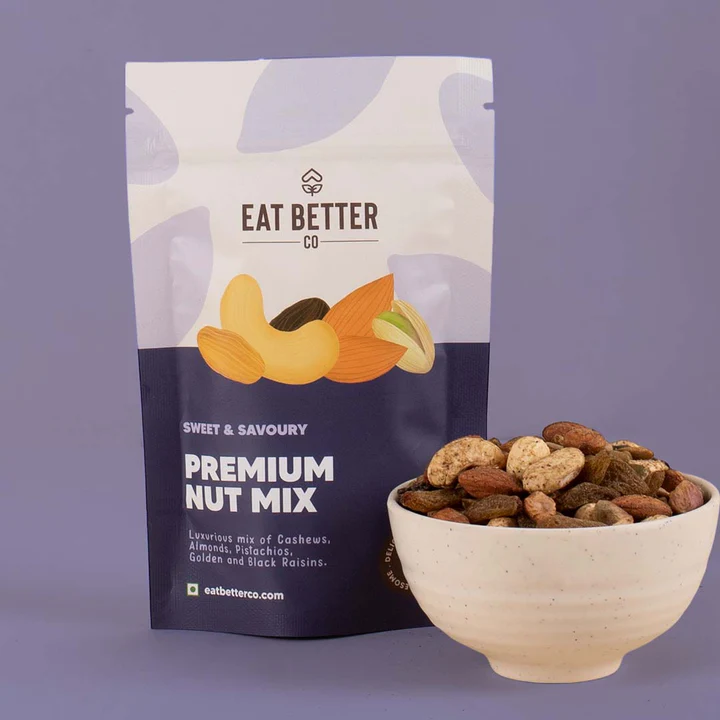 EAT BETTER
CO
SWEET & SAVOURY
PREMIUM
NUT MIX
Luxurious mix of Cashews,
Almonds, Pistachios,
Golden and Black Raisins.
eatbetterco.com